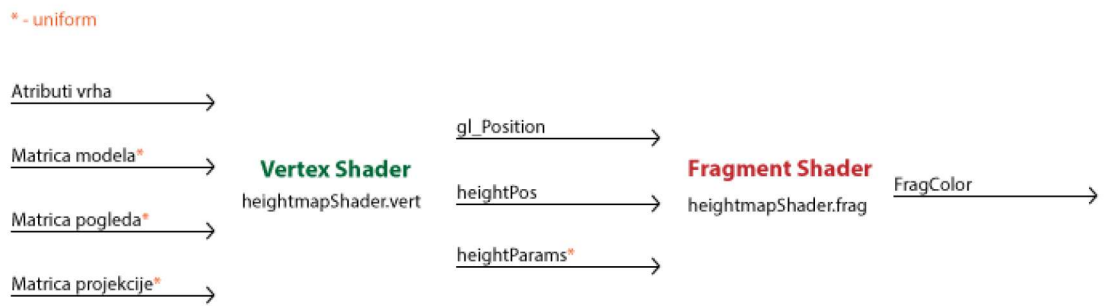 * - uniform
Atributi vrha
Matrica modela*
Matrica pogleda*
Matrica projekcije*
Vertex Shader
heightmapShader.vert
gl_Position
heightPos
heightParams*
Fragment Shader
heightmapShader.frag
FragColor